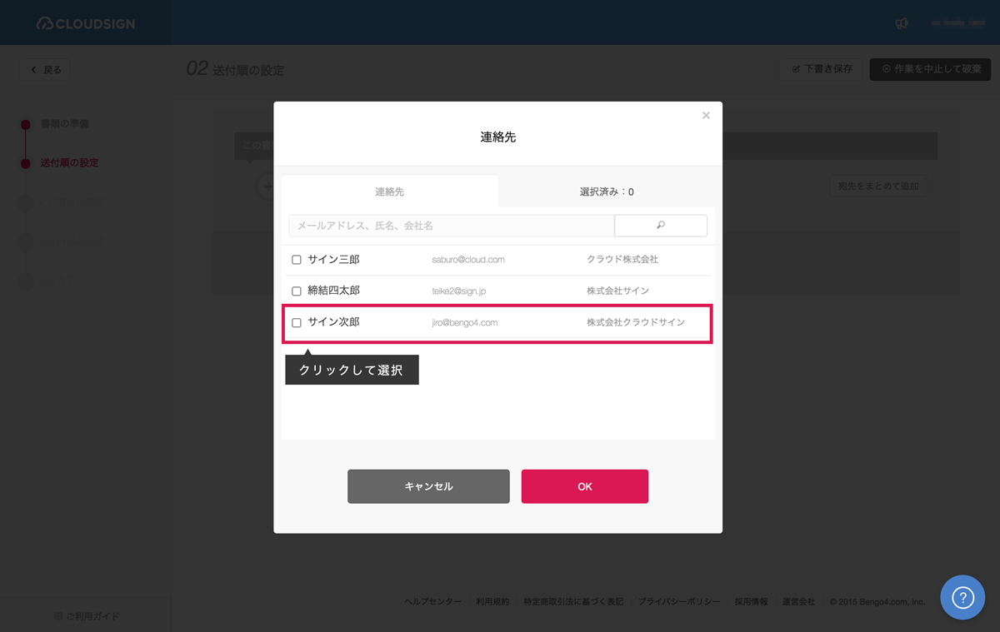 CLOUDSIGN
戻る
02 送付順の設定
下書き保存
作業を中止して破棄
書類の準備
送付順の設定
宛先をまとめて追加
×
連絡先
連絡先
選択済み：0
メールアドレス、氏名、会社名
サイン三郎 saburo@cloud.com クラウド株式会社
締結四太郎 teike2@sign.jp 株式会社サイン
サイン次郎 jiro@bengo4.com 株式会社クラウドサイン
クリックして選択
キャンセル
OK
ヘルプセンター 利用規約 特定商取引法に基づく表記 プライバシーポリシー 採用情報 運営会社 © 2015 Bengo4.com, Inc.
ご利用ガイド
?